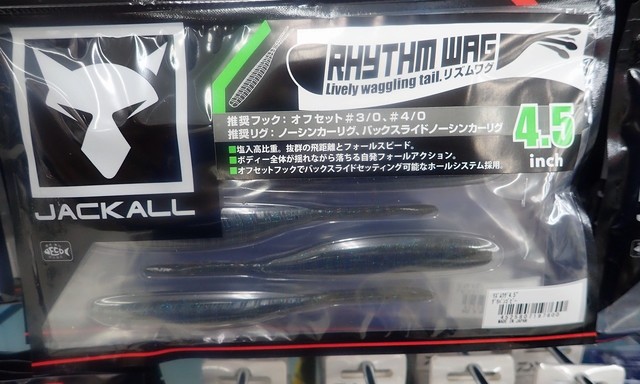 RHYTHM WAG
Lively waggling tail. リズムワグ
推奨フック：オフセット#3/0、#4/0
推奨リグ：ノーシンカーリグ、バックスライドノーシンカーリグ
4.5
inch
■塩入高比重。抜群の飛距離とフォールスピード。
■ボディー全体が揺れながら落ちる自発フォールアクション。
■オフセットフックでバックスライドセッティング可能なホールシステム採用。
JACKALL